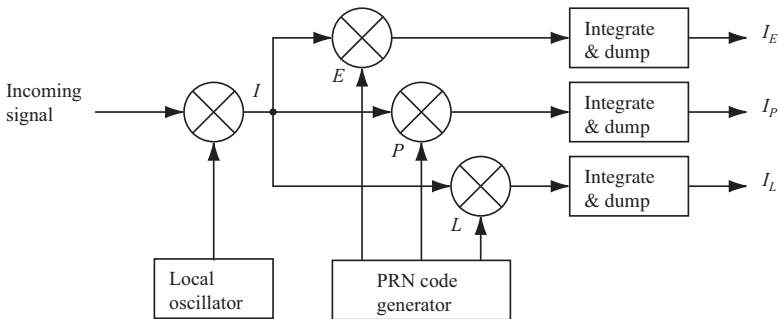 Integrate
& dump
I_E
E
Incoming
signal
I
Integrate
& dump
I_P
P
Integrate
& dump
I_L
L
Local
oscillator
PRN code
generator